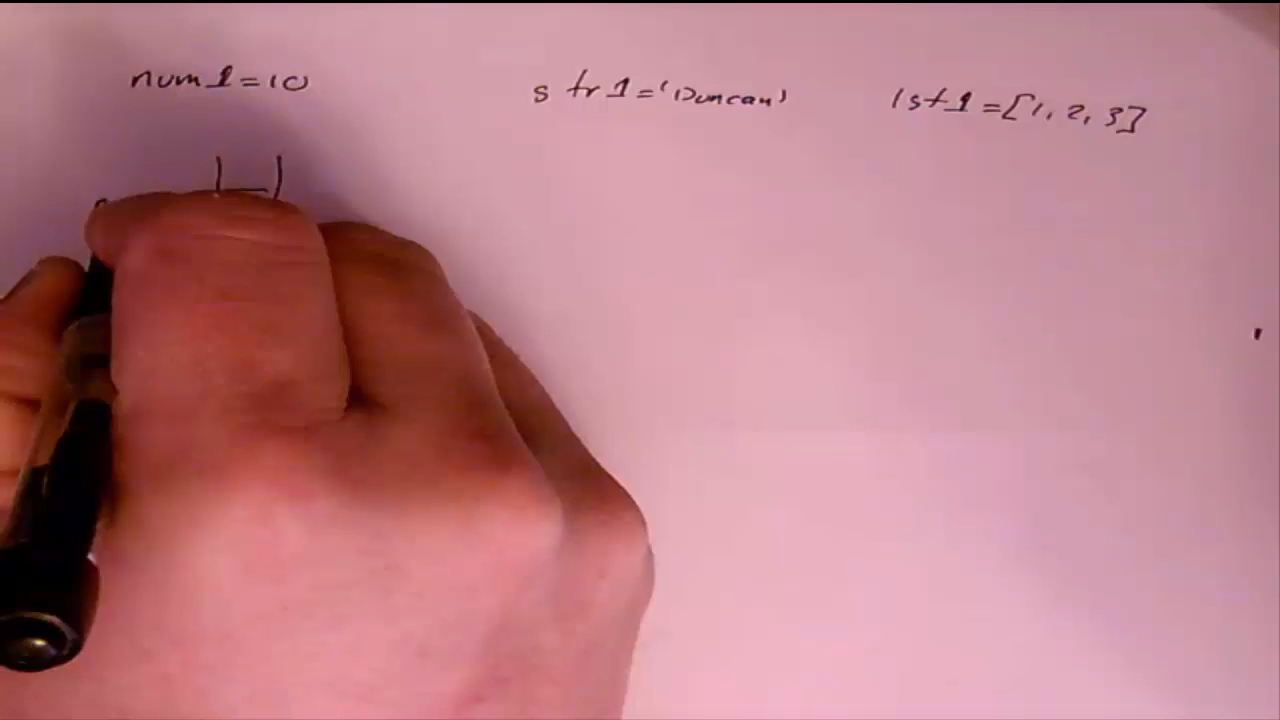 num1=10
str1='Duncan'
lst1=[1, 2, 3]